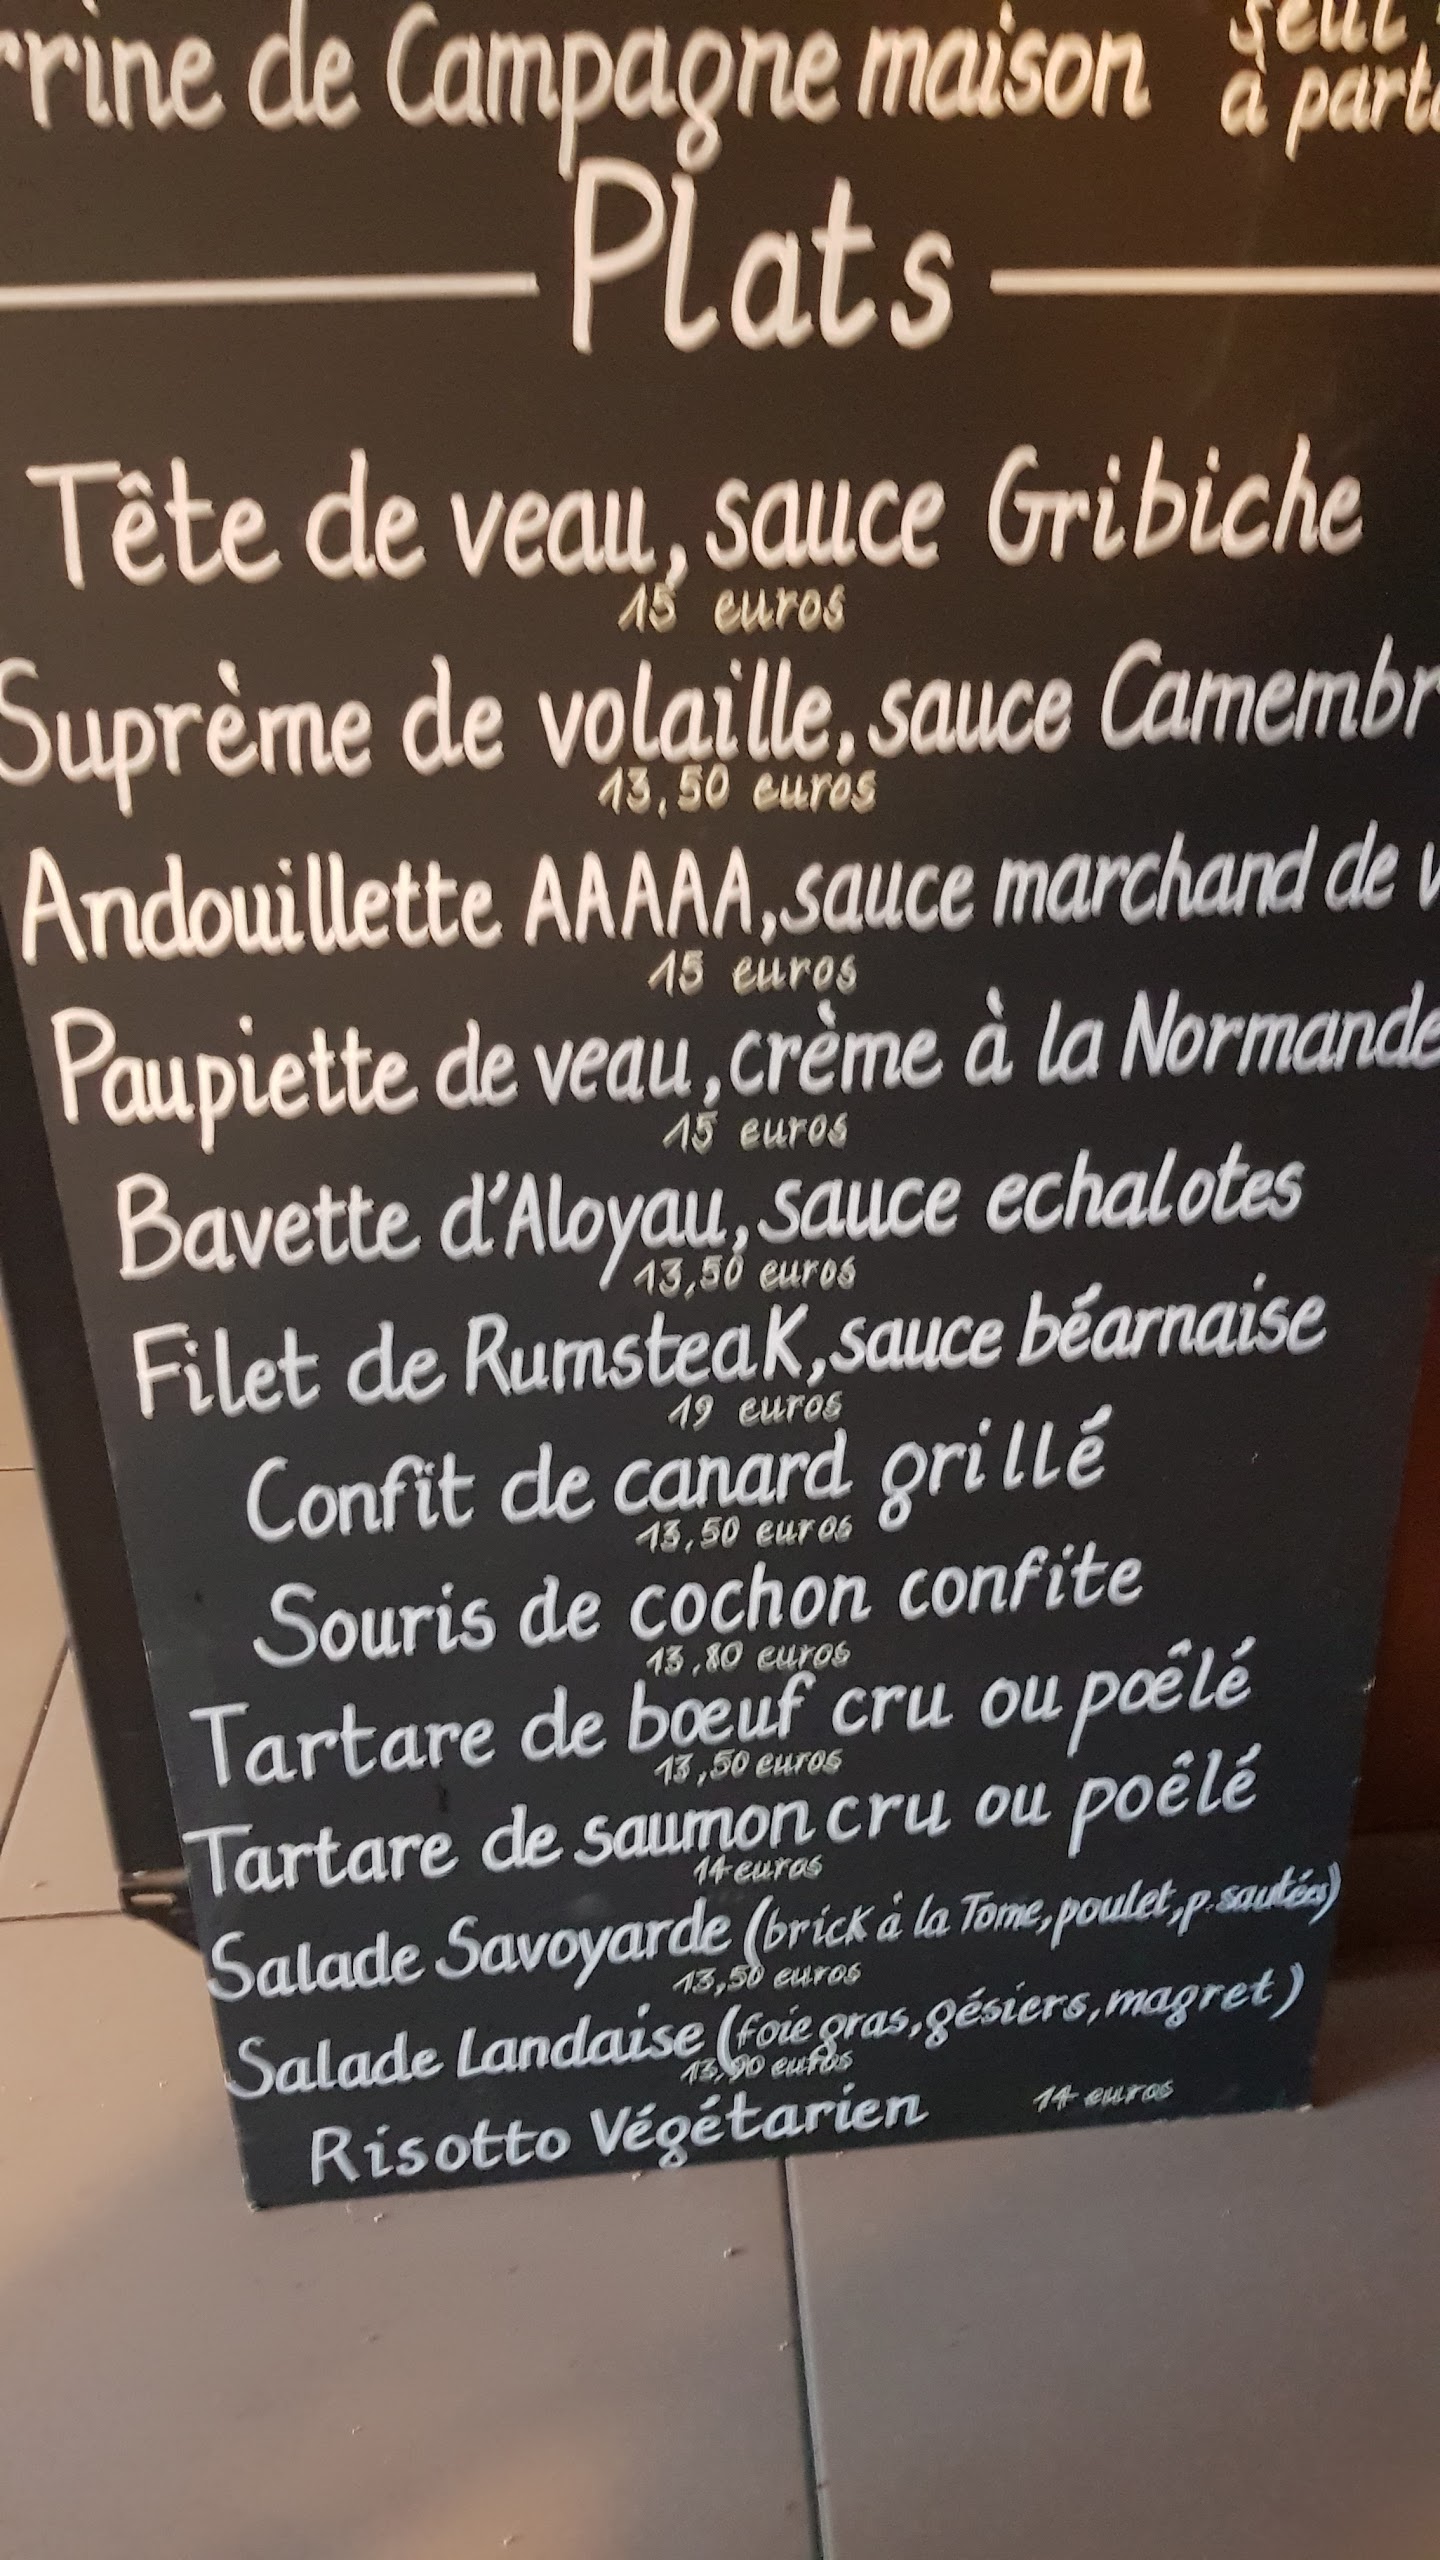 rrine de Campagne maison seul
à part
Plats
Tête de veau, sauce Gribiche
15 euros
Suprème de volaille, sauce Camembr
13,50 euros
Andouillette AAAAA, sauce marchand de v
15 euros
Paupiette de veau, crème à la Normande
15 euros
Bavette d'Aloyau, sauce echalotes
13,50 euros
Filet de Rumsteak, sauce béarnaise
19 euros
Confit de canard grillé
13,50 euros
Souris de cochon confite
13,80 euros
Tartare de bœuf cru ou pœ̂lé
13,50 euros
Tartare de saumon cru ou poêlé
14 euros
Salade Savoyarde (brick à la Tome, poulet, p. sautées)
13,50 euros
Salade Landaise (foie gras, gésiers, magret)
13,90 euros
Risotto Végétarien 14 euros